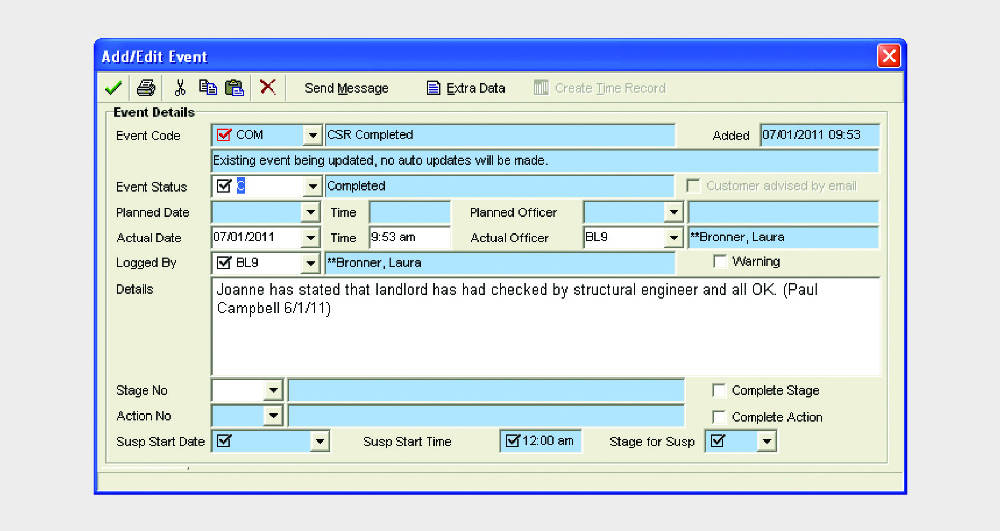 Add/Edit Event
Send Message Extra Data Create Time Record
Event Details
Event Code COM CSR Completed Added 07/01/2011 09:53
Existing event being updated, no auto updates will be made.
Event Status C Completed Customer advised by email
Planned Date Time Planned Officer
Actual Date 07/01/2011 Time 9:53 am Actual Officer BL9 **Bronner, Laura
Logged By BL9 **Bronner, Laura Warning
Details Joanne has stated that landlord has had checked by structural engineer and all OK. (Paul
Campbell 6/1/11)
Stage No Complete Stage
Action No Complete Action
Susp Start Date Susp Start Time 12:00 am Stage for Susp